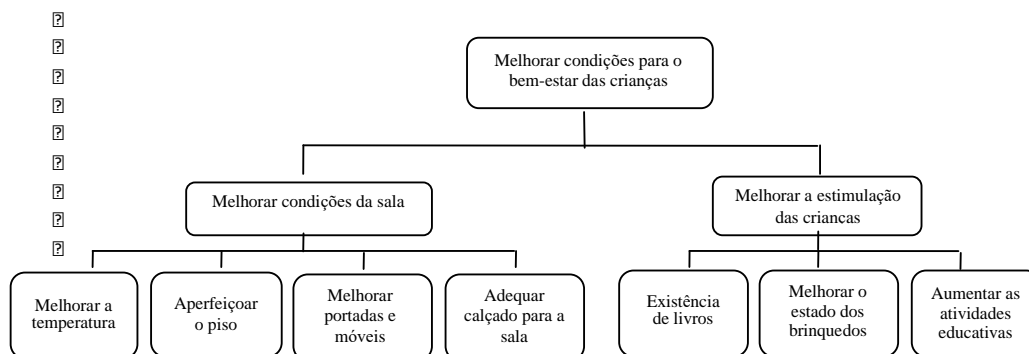 Melhorar condições para o
bem-estar das crianças
Melhorar condições da sala
Melhorar a estimulação
das crianças
Melhorar a
temperatura
Aperfeiçoar
o piso
Melhorar
portadas e
móveis
Adequar
calçado para a
sala
Existência
de livros
Melhorar o
estado dos
brinquedos
Aumentar as
atividades
educativas